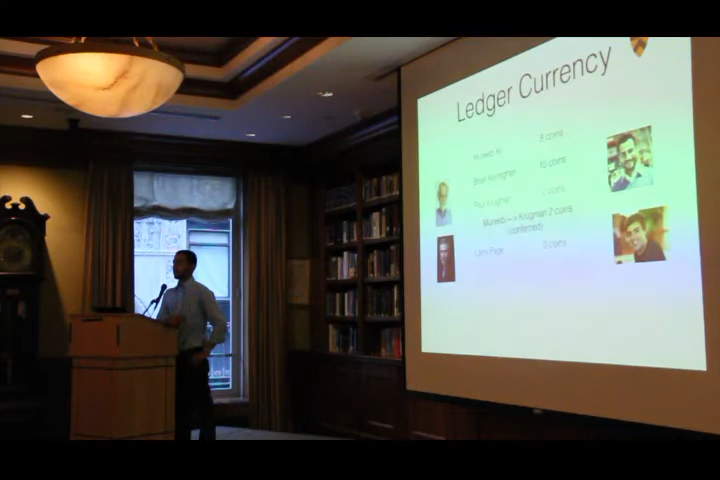 Ledger Currency
Muneeb Ali 8 coins
Brian Kernighan 10 coins
Paul Krugman 2 coins
Muneeb —> Krugman 2 coins
(confirmed)
Larry Page 0 coins